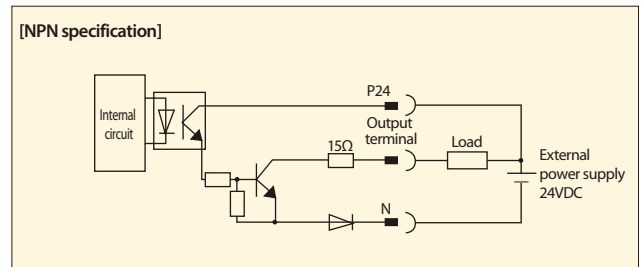 [NPN specification]
P24
Internal
circuit
Output
terminal
15Ω
Load
External
power supply
24VDC
N